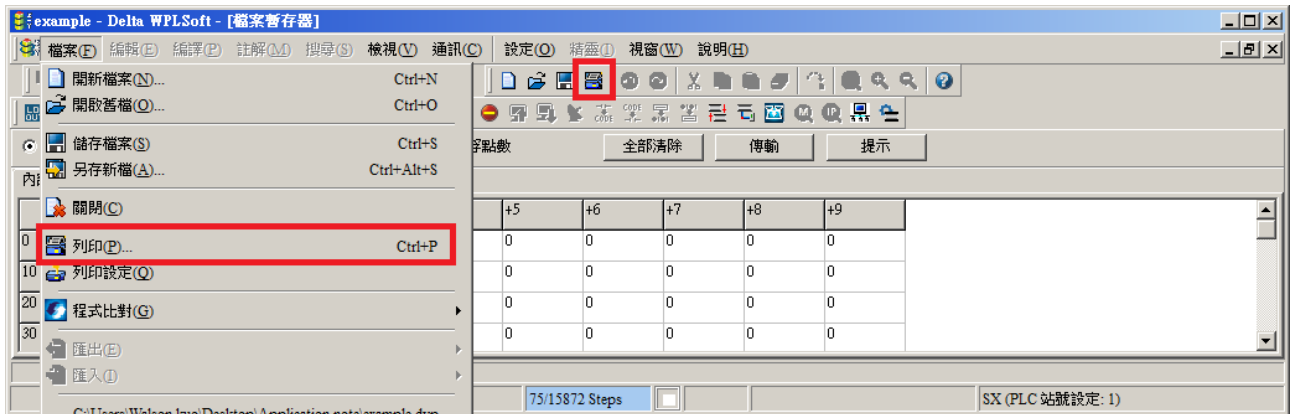 example - Delta WPLSoft - [檔案暫存器]
檔案(F) 編輯(E) 編譯(P) 註解(M) 搜尋(S) 檢視(V) 通訊(C) 設定(O) 精靈(I) 視窗(W) 說明(H)
開新檔案(N)... Ctrl+N
開啟舊檔(O)... Ctrl+O
儲存檔案(S) Ctrl+S
另存新檔(A)... Ctrl+Alt+S
關閉(C)
列印(P)... Ctrl+P
列印設定(Q)
程式比對(G)
匯出(E)
匯入(I)
C:\Users\Walson.kuo\Desktop\Application note\example.dvp
浮點數 全部清除 傳輸 提示
+5 +6 +7 +8 +9
0 0 0 0 0 0
10 0 0 0 0 0
20 0 0 0 0 0
30 0 0 0 0 0
75/15872 Steps SX (PLC 站號設定: 1)